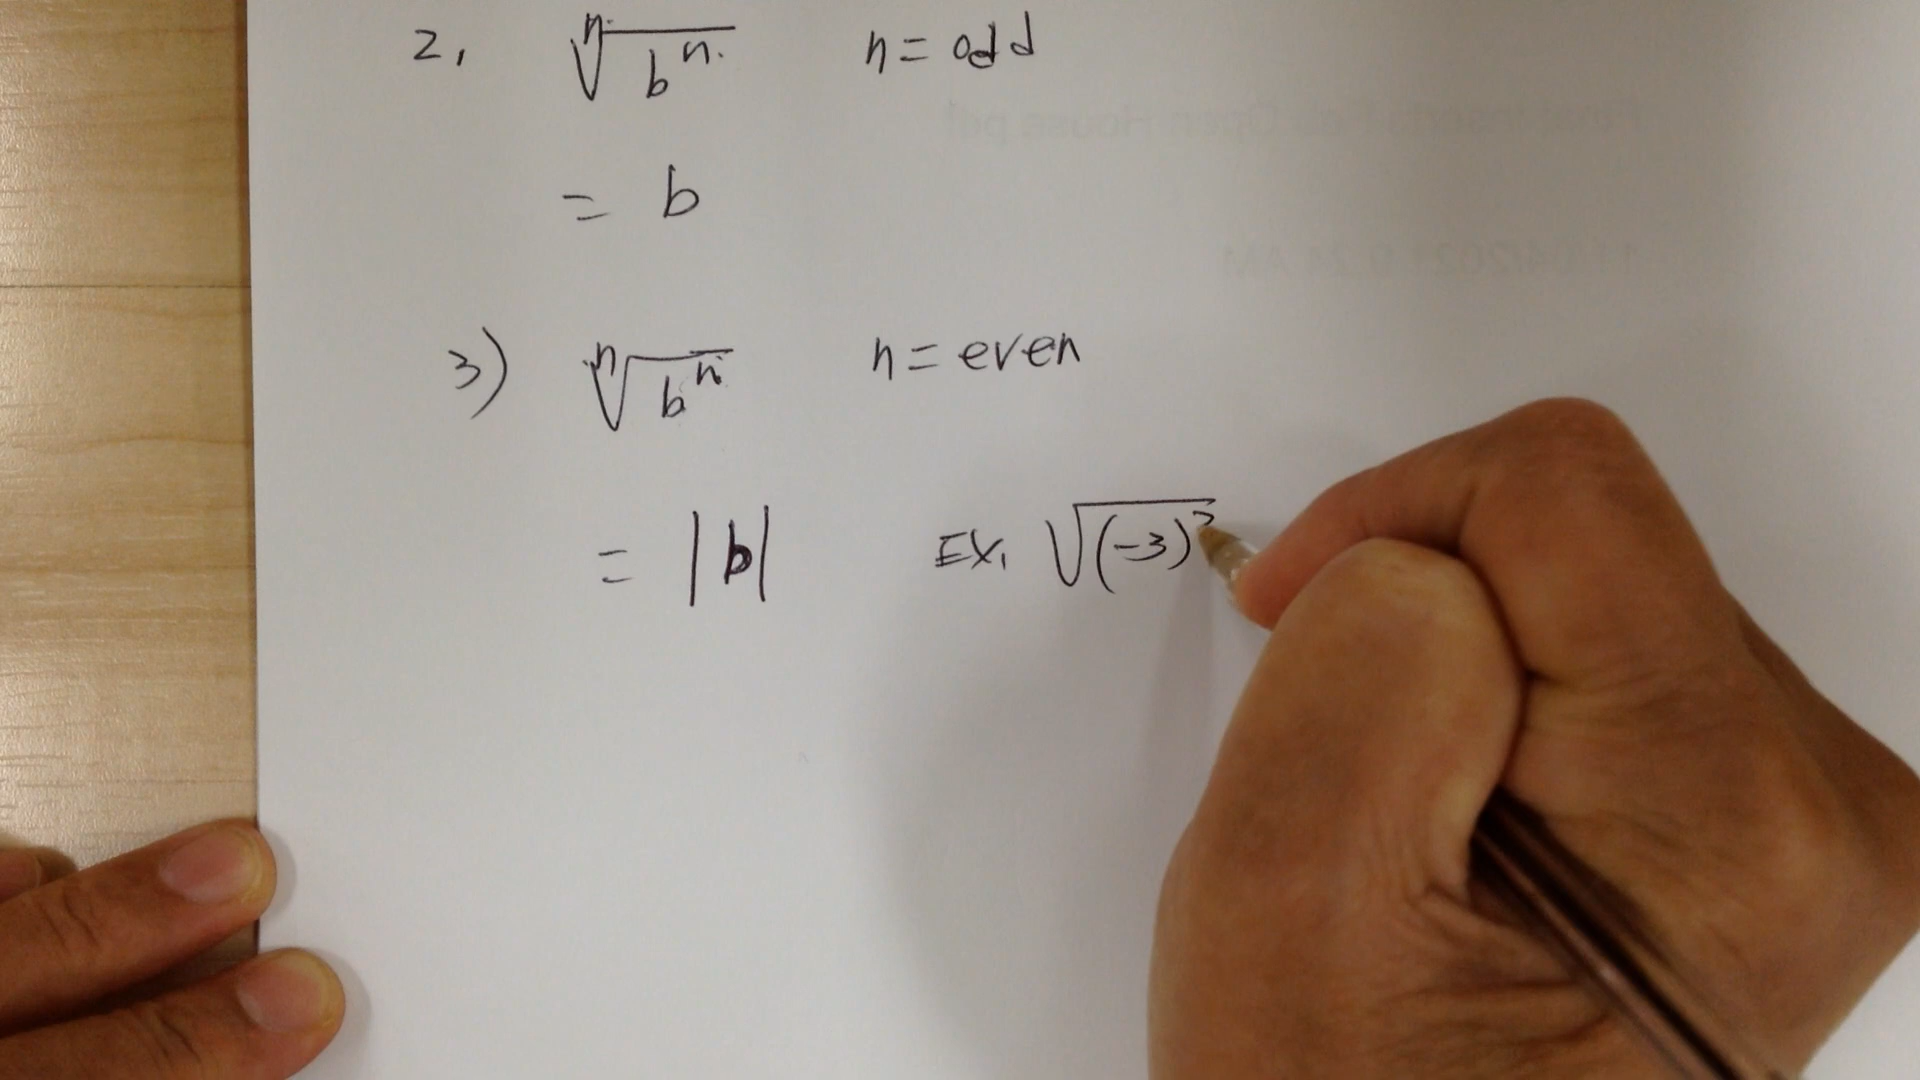 2, ⁿ√bⁿ n = odd
= b
3) ⁿ√bⁿ n = even
= |b| EX, √(-3)²